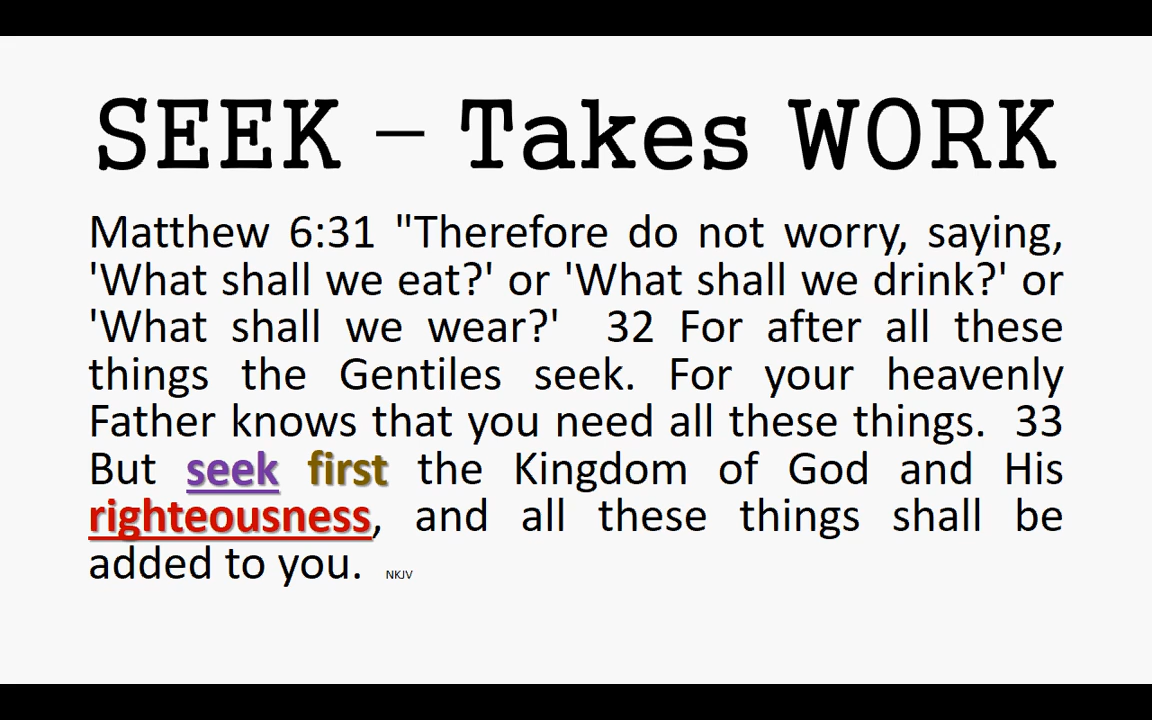 SEEK – Takes WORK
Matthew 6:31 "Therefore do not worry, saying,
'What shall we eat?' or 'What shall we drink?' or
'What shall we wear?' 32 For after all these
things the Gentiles seek. For your heavenly
Father knows that you need all these things. 33
But seek first the Kingdom of God and His
righteousness, and all these things shall be
added to you. NKJV